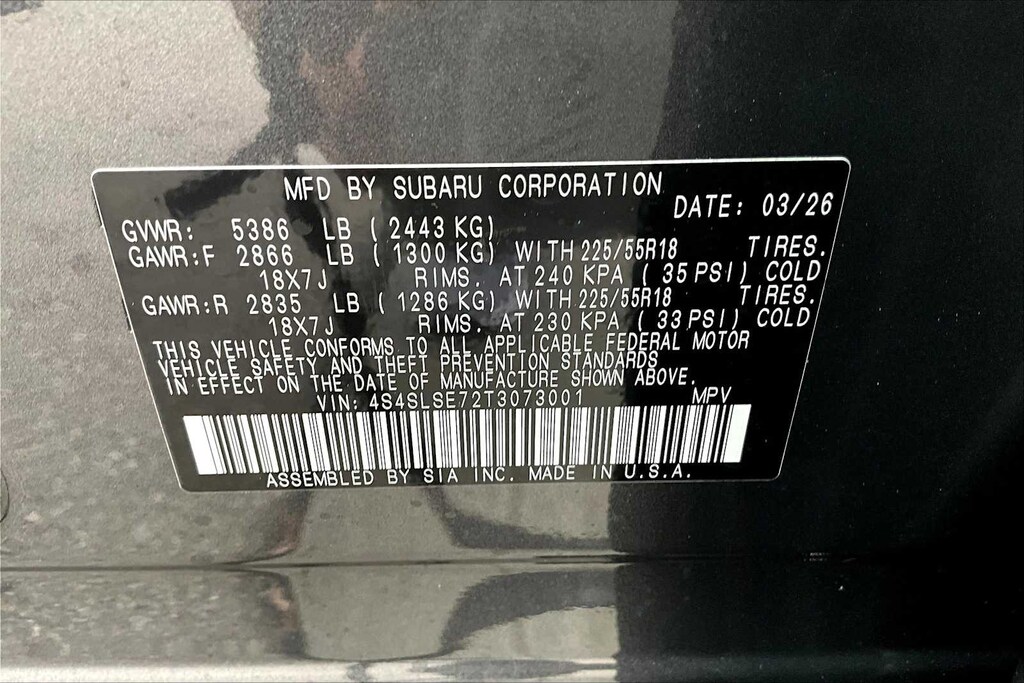 MFD BY SUBARU CORPORATION
DATE: 03/26
GVWR: 5386 LB ( 2443 KG)
GAWR:F 2866 LB ( 1300 KG) WITH 225/55R18 TIRES.
18X7J RIMS. AT 240 KPA ( 35 PSI) COLD
GAWR:R 2835 LB ( 1286 KG) WITH 225/55R18 TIRES.
18X7J RIMS. AT 230 KPA ( 33 PSI) COLD
THIS VEHICLE CONFORMS TO ALL APPLICABLE FEDERAL MOTOR
VEHICLE SAFETY AND THEFT PREVENTION STANDARDS
IN EFFECT ON THE DATE OF MANUFACTURE SHOWN ABOVE.
VIN: 4S4SLSE72T3073001 MPV
ASSEMBLED BY SIA INC. MADE IN U.S.A.